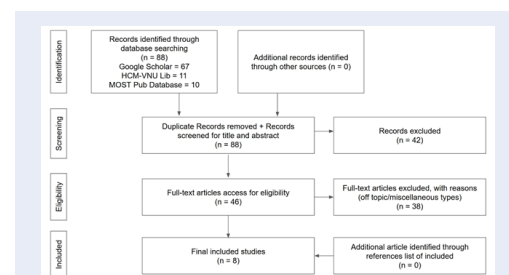 Identification
Records identified through
database searching
(n = 88)
Google Scholar = 67
HCM-VNU Lib = 11
MOST Pub Database = 10
Additional records identified
through other sources (n = 0)
Screening
Duplicate Records removed + Records
screened for title and abstract
(n = 88)
Records excluded
(n = 42)
Eligibility
Full-text articles access for eligibility
(n = 46)
Full-text articles excluded, with reasons
(off topic/miscellaneous types)
(n = 38)
Included
Final included studies
(n = 8)
Additional article identified through
references list of included
(n = 0)